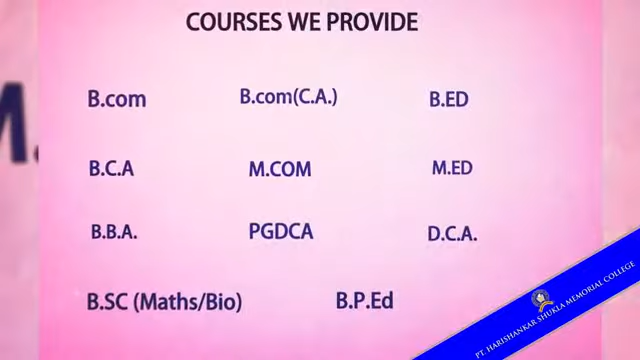 COURSES WE PROVIDE
B.com B.com(C.A.) B.ED
B.C.A M.COM M.ED
B.B.A. PGDCA D.C.A.
B.SC (Maths/Bio) B.P.Ed
PT. HARISHANKAR SHUKLA MEMORIAL COLLEGE
M.